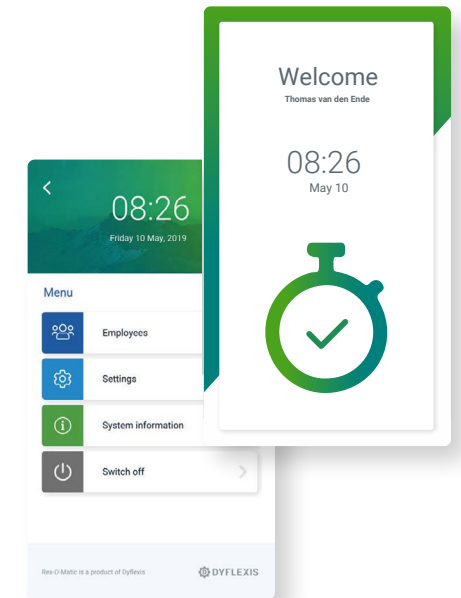 Welcome
Thomas van den Ende
08:26
May 10
08:26
Friday 10 May, 2019
Menu
Employees
Settings
System information
Switch off
Rex-O-Matic is a product of Dyflexis
DYFLEXIS